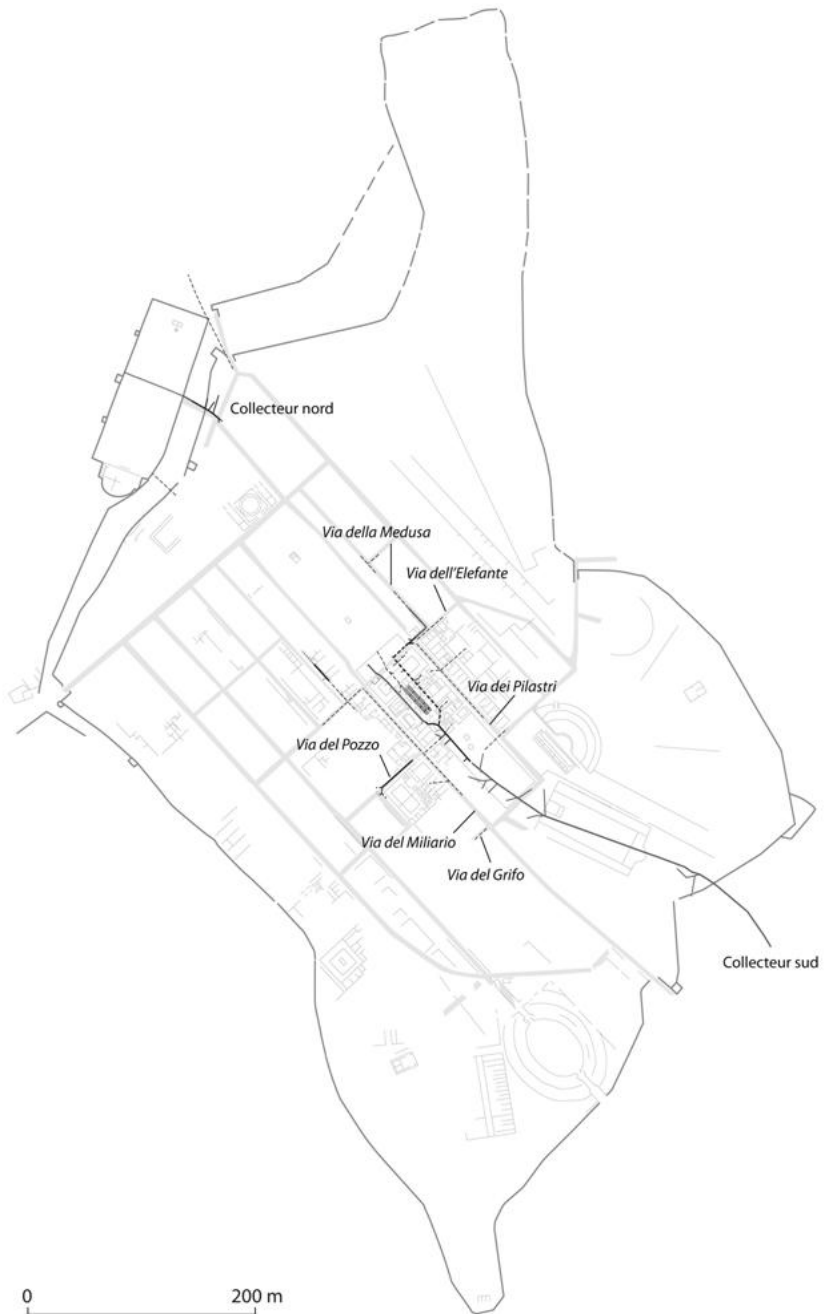 Collecteur nord
Via della Medusa
Via dell'Elefante
Via dei Pilastri
Via del Pozzo
Via del Miliario
Via del Grifo
Collecteur sud
0 200 m